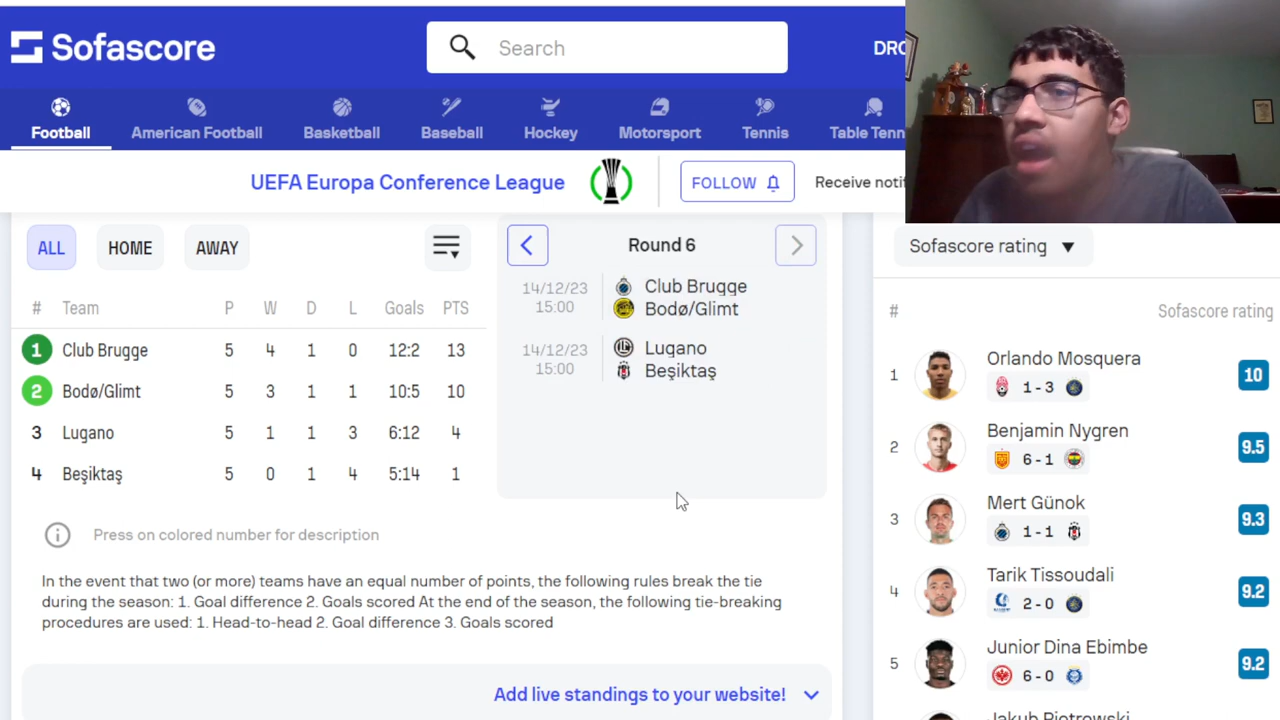 Sofascore
Search
DRO
Football
American Football
Basketball
Baseball
Hockey
Motorsport
Tennis
Table Tenn
UEFA Europa Conference League
FOLLOW
Receive notif
ALL
HOME
AWAY
# Team P W D L Goals PTS
1 Club Brugge 5 4 1 0 12:2 13
2 Bodø/Glimt 5 3 1 1 10:5 10
3 Lugano 5 1 1 3 6:12 4
4 Beşiktaş 5 0 1 4 5:14 1
Press on colored number for description
In the event that two (or more) teams have an equal number of points, the following rules break the tie
during the season: 1. Goal difference 2. Goals scored At the end of the season, the following tie-breaking
procedures are used: 1. Head-to-head 2. Goal difference 3. Goals scored
Add live standings to your website!
Round 6
14/12/23 Club Brugge
15:00 Bodø/Glimt
14/12/23 Lugano
15:00 Beşiktaş
Sofascore rating
# Sofascore rating
1 Orlando Mosquera 10
1-3
2 Benjamin Nygren 9.5
6-1
3 Mert Günok 9.3
1-1
4 Tarik Tissoudali 9.2
2-0
5 Junior Dina Ebimbe 9.2
6-0
Jakub Piotrowski